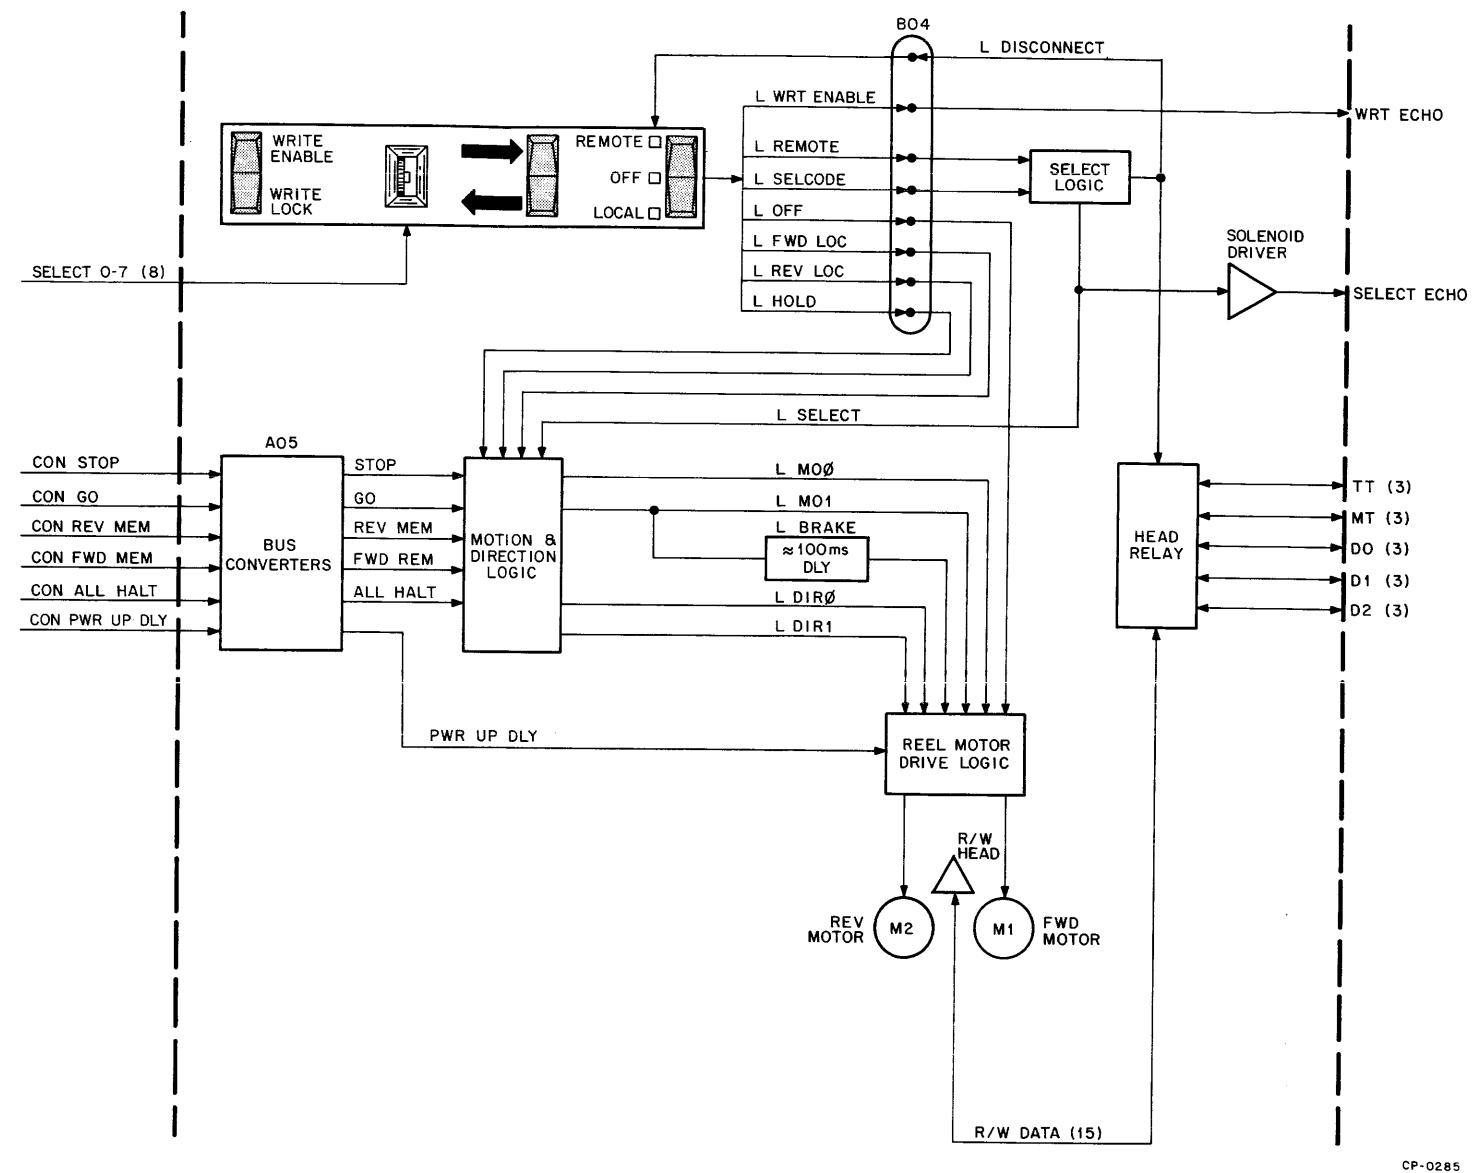 B04
L DISCONNECT
L WRT ENABLE
WRT ECHO
WRITE
ENABLE
WRITE
LOCK
REMOTE
OFF
LOCAL
L REMOTE
L SELCODE
L OFF
L FWD LOC
L REV LOC
L HOLD
SELECT
LOGIC
SOLENOID
DRIVER
SELECT ECHO
SELECT 0-7 (8)
L SELECT
A05
CON STOP
CON GO
CON REV MEM
CON FWD MEM
CON ALL HALT
CON PWR UP DLY
BUS
CONVERTERS
STOP
GO
REV MEM
FWD REM
ALL HALT
MOTION &
DIRECTION
LOGIC
L MOØ
L MO1
L BRAKE
≈100ms
DLY
L DIRØ
L DIR1
HEAD
RELAY
TT (3)
MT (3)
D0 (3)
D1 (3)
D2 (3)
PWR UP DLY
REEL MOTOR
DRIVE LOGIC
R/W
HEAD
REV
MOTOR
M2
M1
FWD
MOTOR
R/W DATA (15)
CP-0285